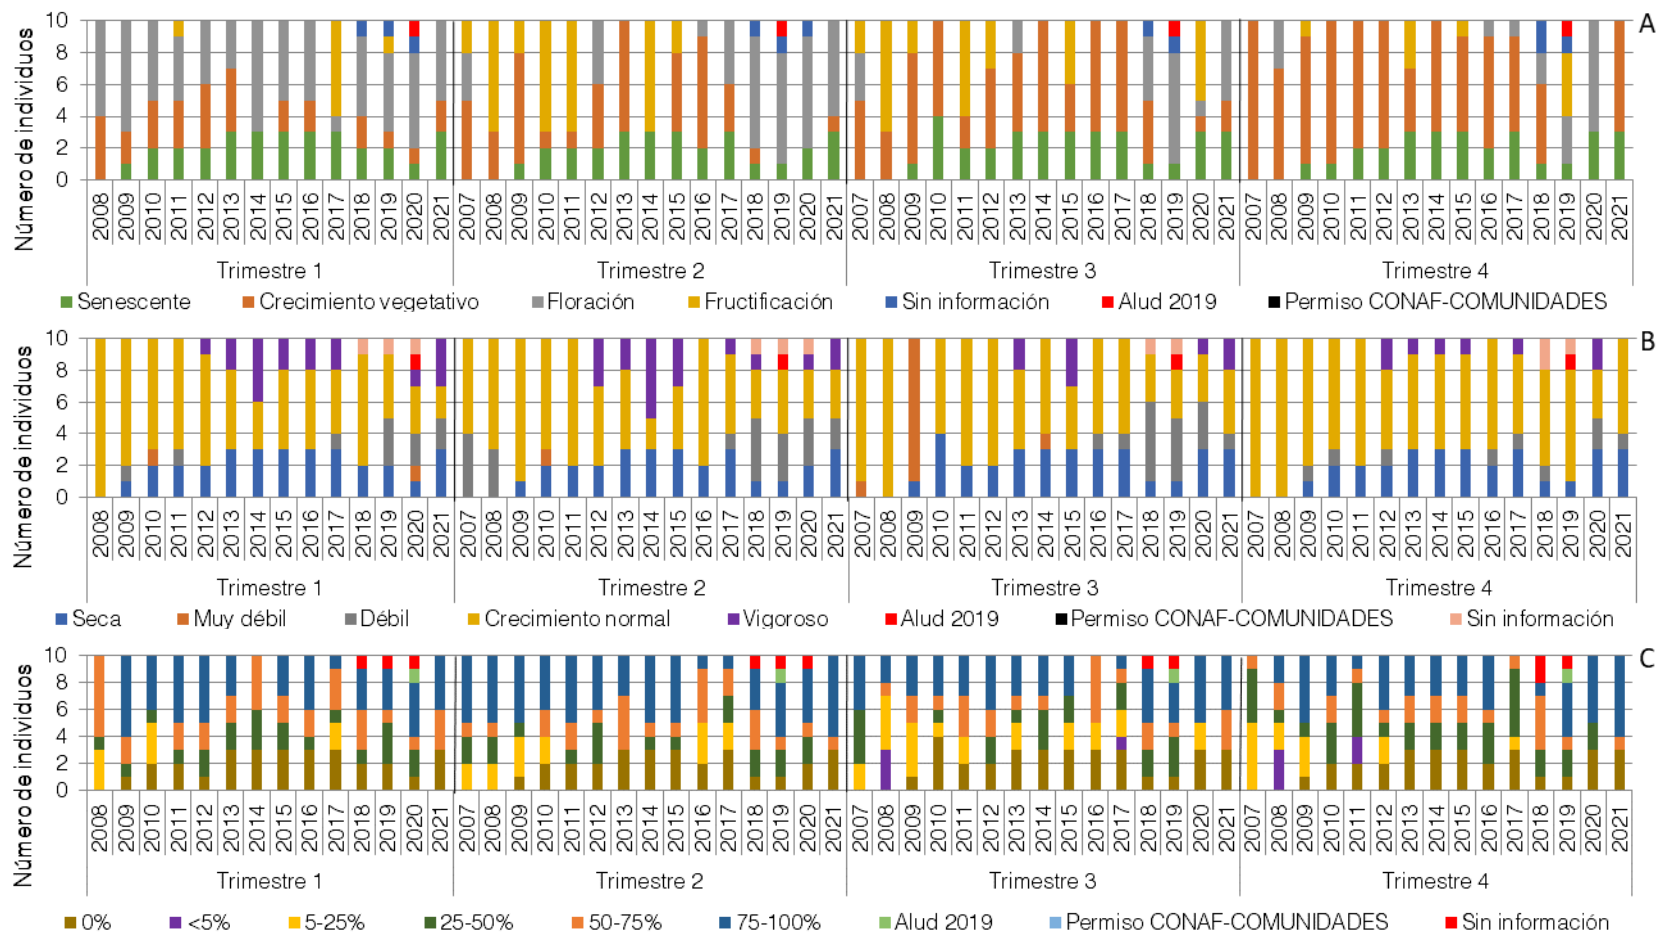 A
Número de individuos
10
8
6
4
2
0
2008 2009 2010 2011 2012 2013 2014 2015 2016 2017 2018 2019 2020 2021 2007 2008 2009 2010 2011 2012 2013 2014 2015 2016 2017 2018 2019 2020 2021 2007 2008 2009 2010 2011 2012 2013 2014 2015 2016 2017 2018 2019 2020 2021 2007 2008 2009 2010 2011 2012 2013 2014 2015 2016 2017 2018 2019 2020 2021
Trimestre 1 Trimestre 2 Trimestre 3 Trimestre 4
Senescente Crecimiento vegetativo Floración Fructificación Sin información Alud 2019 Permiso CONAF-COMUNIDADES
B
Número de individuos
10
8
6
4
2
0
2008 2009 2010 2011 2012 2013 2014 2015 2016 2017 2018 2019 2020 2021 2007 2008 2009 2010 2011 2012 2013 2014 2015 2016 2017 2018 2019 2020 2021 2007 2008 2009 2010 2011 2012 2013 2014 2015 2016 2017 2018 2019 2020 2021 2007 2008 2009 2010 2011 2012 2013 2014 2015 2016 2017 2018 2019 2020 2021
Trimestre 1 Trimestre 2 Trimestre 3 Trimestre 4
Seca Muy débil Débil Crecimiento normal Vigoroso Alud 2019 Permiso CONAF-COMUNIDADES Sin información
C
Número de individuos
10
8
6
4
2
0
2008 2009 2010 2011 2012 2013 2014 2015 2016 2017 2018 2019 2020 2021 2007 2008 2009 2010 2011 2012 2013 2014 2015 2016 2017 2018 2019 2020 2021 2007 2008 2009 2010 2011 2012 2013 2014 2015 2016 2017 2018 2019 2020 2021 2007 2008 2009 2010 2011 2012 2013 2014 2015 2016 2017 2018 2019 2020 2021
Trimestre 1 Trimestre 2 Trimestre 3 Trimestre 4
0% <5% 5-25% 25-50% 50-75% 75-100% Alud 2019 Permiso CONAF-COMUNIDADES Sin información